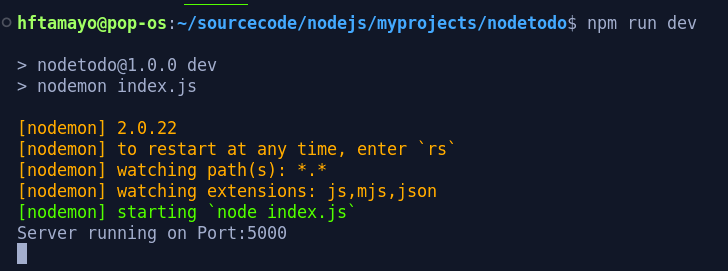 hftamayo@pop-os:~/sourcecode/nodejs/myprojects/nodetodo$ npm run dev
> nodetodo@1.0.0 dev
> nodemon index.js
[nodemon] 2.0.22
[nodemon] to restart at any time, enter `rs`
[nodemon] watching path(s): *.*
[nodemon] watching extensions: js,mjs,json
[nodemon] starting `node index.js`
Server running on Port:5000